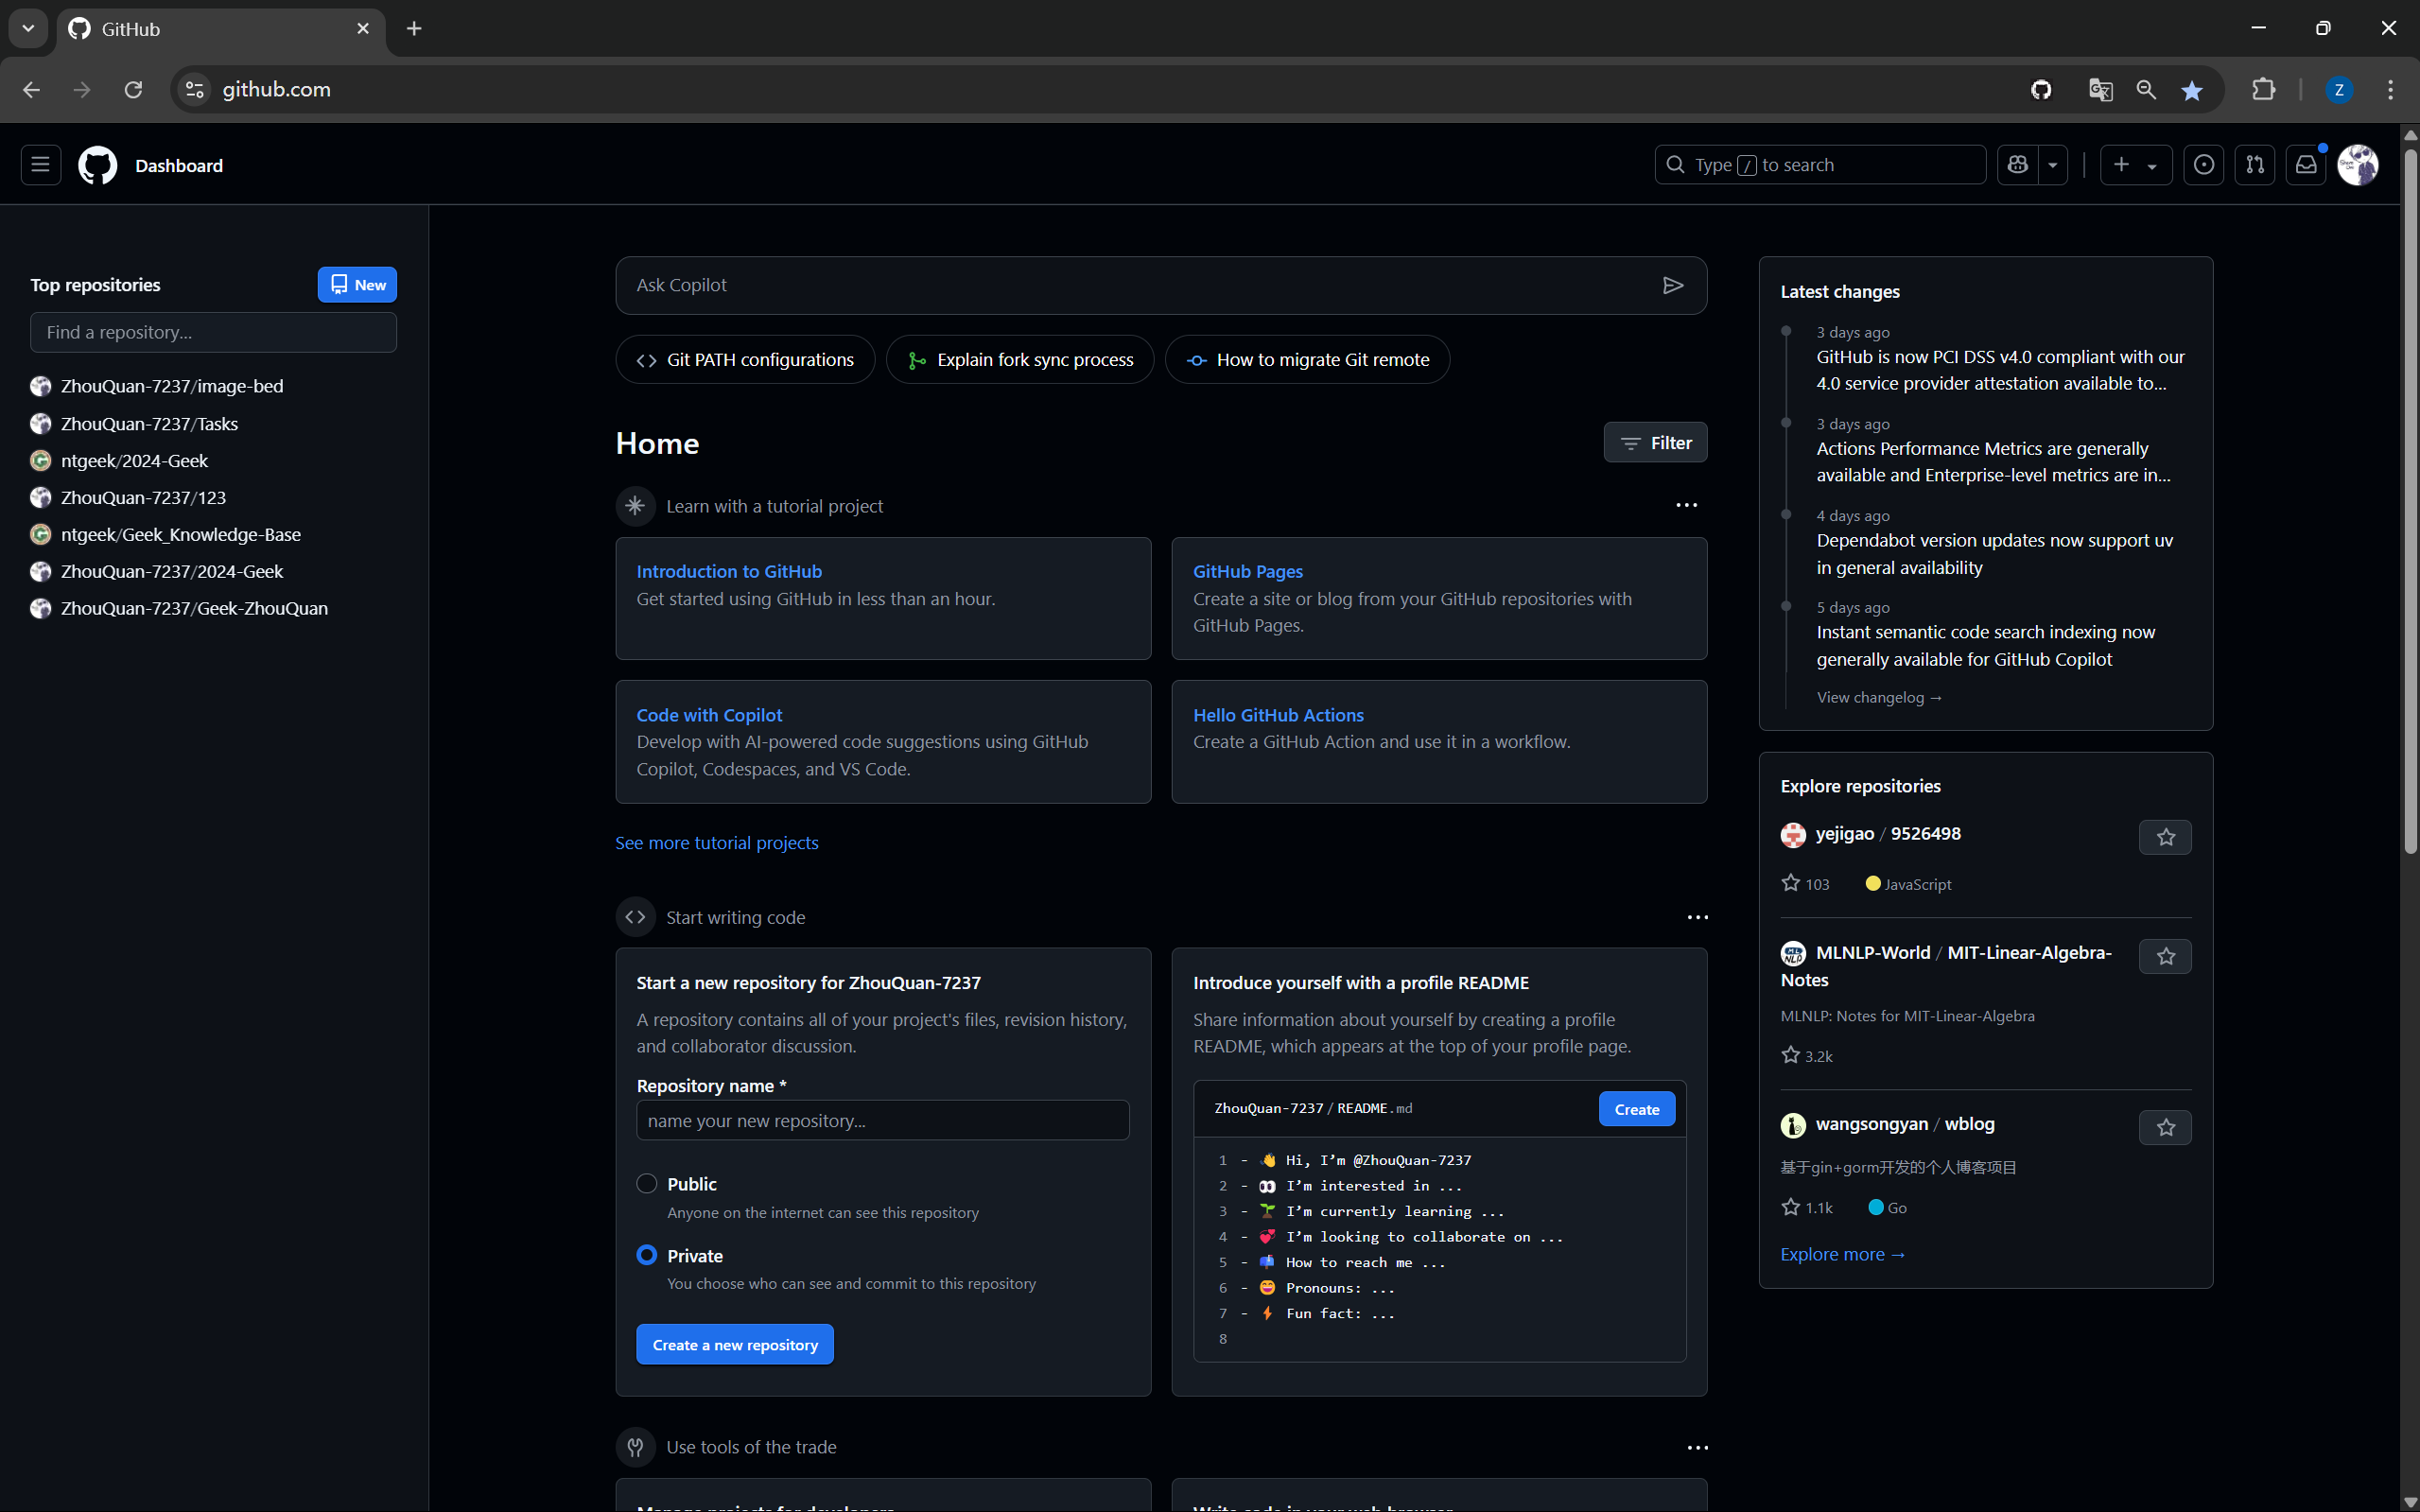 GitHub
github.com
Z
Dashboard
Type / to search
Top repositories
New
Find a repository...
ZhouQuan-7237/image-bed
ZhouQuan-7237/Tasks
ntgeek/2024-Geek
ZhouQuan-7237/123
ntgeek/Geek_Knowledge-Base
ZhouQuan-7237/2024-Geek
ZhouQuan-7237/Geek-ZhouQuan
Ask Copilot
Git PATH configurations
Explain fork sync process
How to migrate Git remote
Home
Filter
Learn with a tutorial project
Introduction to GitHub
Get started using GitHub in less than an hour.
GitHub Pages
Create a site or blog from your GitHub repositories with
GitHub Pages.
Code with Copilot
Develop with AI-powered code suggestions using GitHub
Copilot, Codespaces, and VS Code.
Hello GitHub Actions
Create a GitHub Action and use it in a workflow.
See more tutorial projects
Start writing code
Start a new repository for ZhouQuan-7237
A repository contains all of your project's files, revision history,
and collaborator discussion.
Repository name *
name your new repository...
Public
Anyone on the internet can see this repository
Private
You choose who can see and commit to this repository
Create a new repository
Introduce yourself with a profile README
Share information about yourself by creating a profile
README, which appears at the top of your profile page.
ZhouQuan-7237 / README.md
Create
1 - 👋 Hi, I’m @ZhouQuan-7237
2 - 👀 I’m interested in ...
3 - 🌱 I’m currently learning ...
4 - 💞️ I’m looking to collaborate on ...
5 - 📫 How to reach me ...
6 - 😄 Pronouns: ...
7 - ⚡ Fun fact: ...
8
Use tools of the trade
Latest changes
3 days ago
GitHub is now PCI DSS v4.0 compliant with our
4.0 service provider attestation available to...
3 days ago
Actions Performance Metrics are generally
available and Enterprise-level metrics are in...
4 days ago
Dependabot version updates now support uv
in general availability
5 days ago
Instant semantic code search indexing now
generally available for GitHub Copilot
View changelog →
Explore repositories
yejigao / 9526498
103
JavaScript
MLNLP-World / MIT-Linear-Algebra-
Notes
MLNLP: Notes for MIT-Linear-Algebra
3.2k
wangsongyan / wblog
基于gin+gorm开发的个人博客项目
1.1k
Go
Explore more →